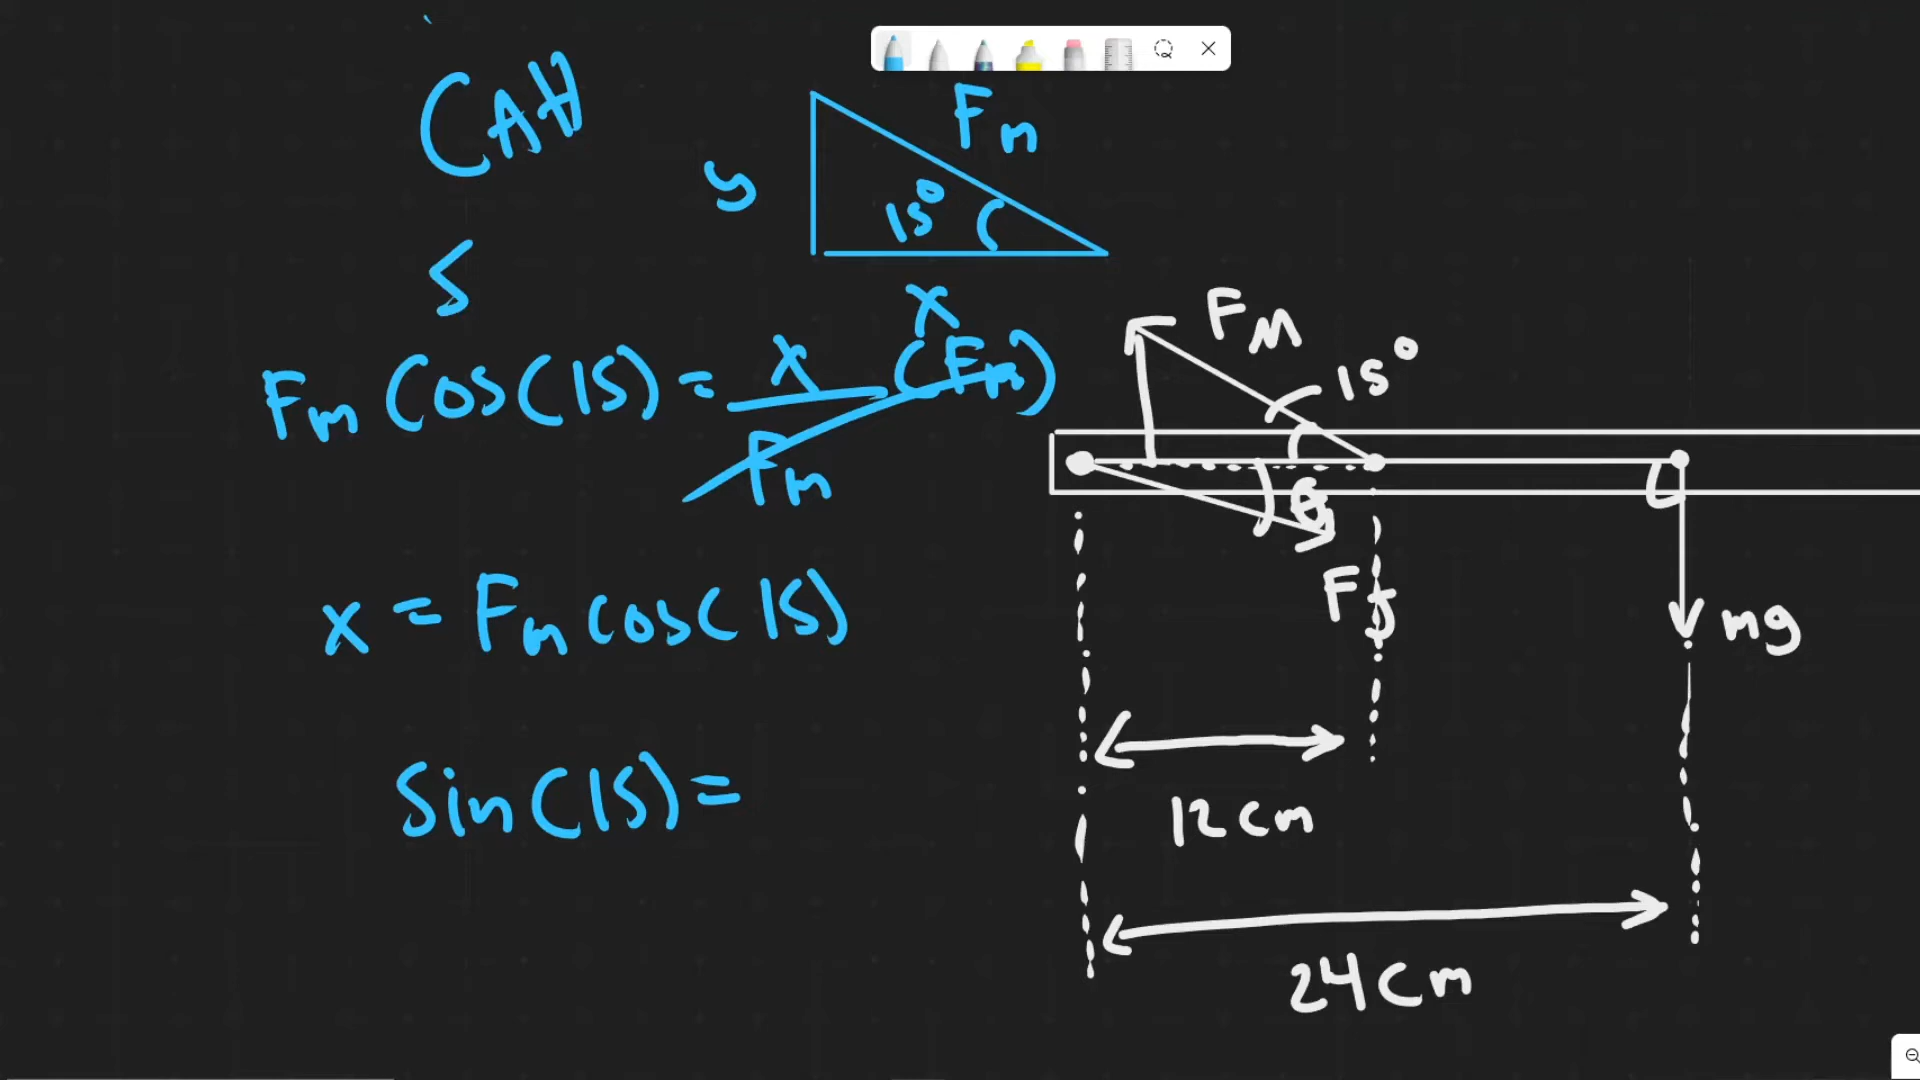 CAH
Fm
y
15°
S
x
Fm Cos(15) = x/Fm (Fm)
FM
15°
θ
x = Fm cos(15)
FJ
mg
Sin(15) =
12cm
24cm